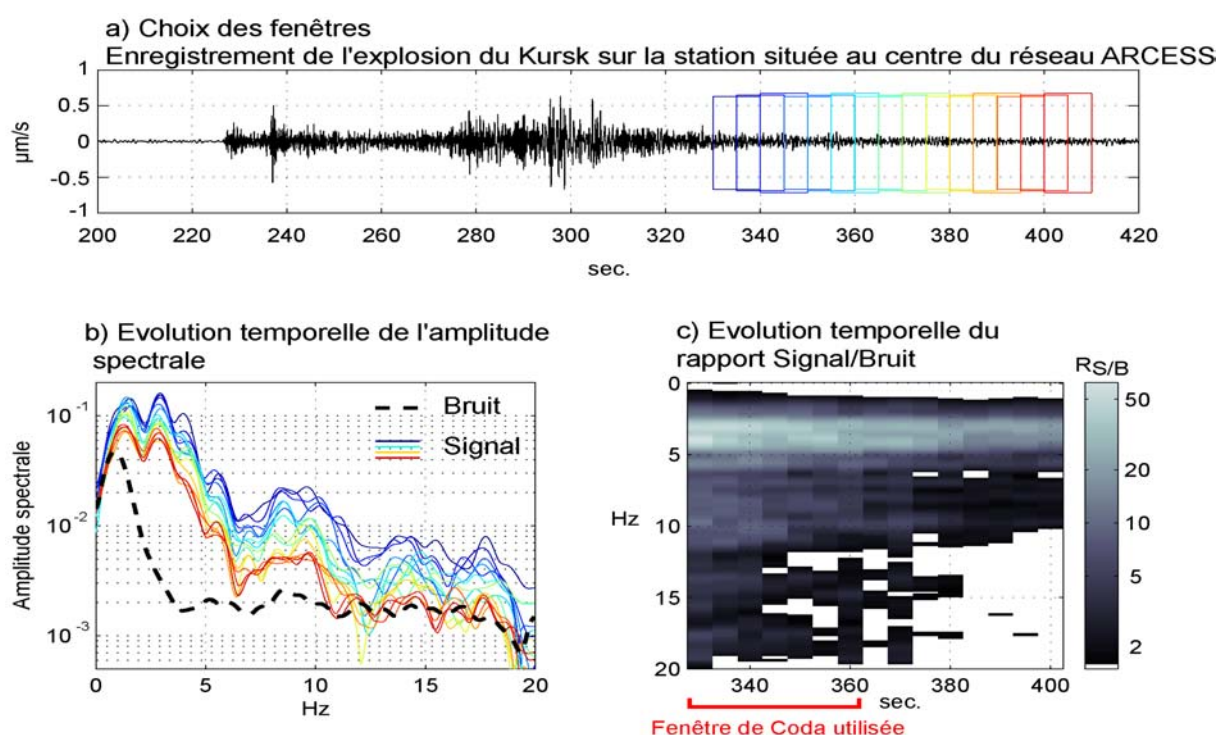 a) Choix des fenêtres
Enregistrement de l'explosion du Kursk sur la station située au centre du réseau ARCESS
1
0.5
0
-0.5
-1
µm/s
200 220 240 260 280 300 320 340 360 380 400 420
sec.
b) Evolution temporelle de l'amplitude
spectrale
10-1
10-2
10-3
Amplitude spectrale
Bruit
Signal
0 5 10 15 20
Hz
c) Evolution temporelle du
rapport Signal/Bruit
RS/B
0
5
10
15
20
Hz
50
20
10
5
2
340 360 380 400
sec.
Fenêtre de Coda utilisée